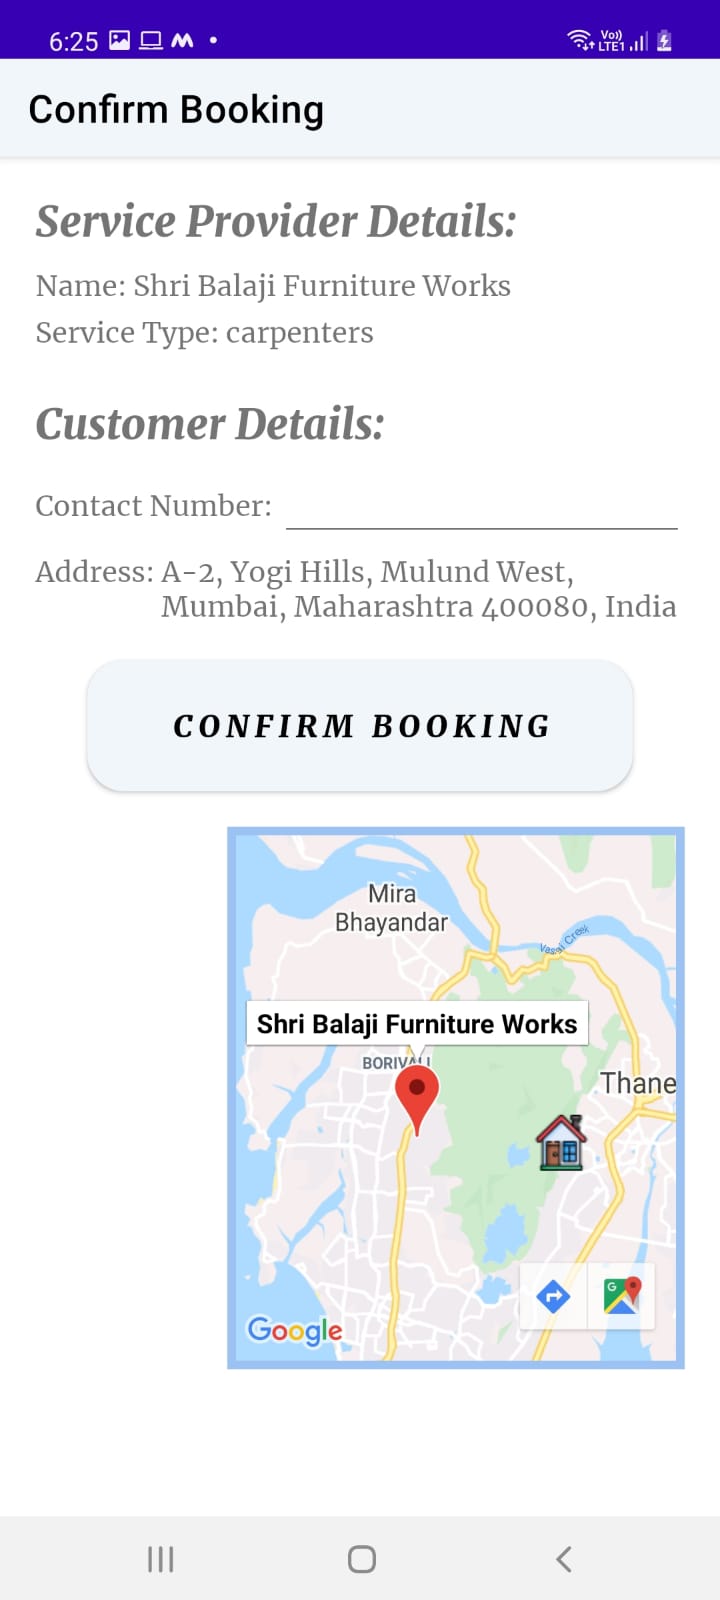 6:25
Vo))
LTE1
Confirm Booking
Service Provider Details:
Name: Shri Balaji Furniture Works
Service Type: carpenters
Customer Details:
Contact Number:
Address: A-2, Yogi Hills, Mulund West,
Mumbai, Maharashtra 400080, India
CONFIRM BOOKING
Mira
Bhayandar
Vasai Creek
Shri Balaji Furniture Works
BORIVALI
Thane
G
Google